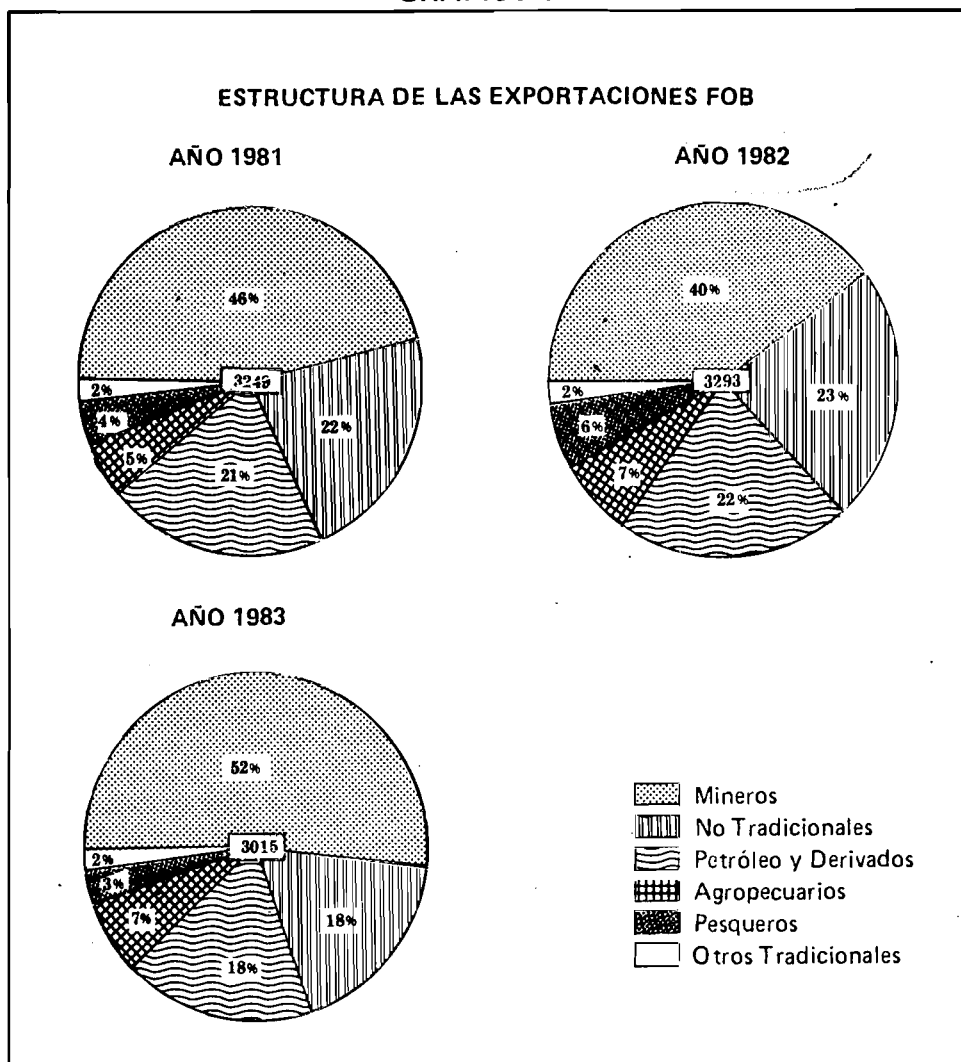 ESTRUCTURA DE LAS EXPORTACIONES FOB
AÑO 1981
46%
3249
22%
21%
5%
4%
2%
AÑO 1982
40%
3293
23%
22%
7%
6%
2%
AÑO 1983
52%
3015
18%
18%
7%
3%
2%
Mineros
No Tradicionales
Petróleo y Derivados
Agropecuarios
Pesqueros
Otros Tradicionales